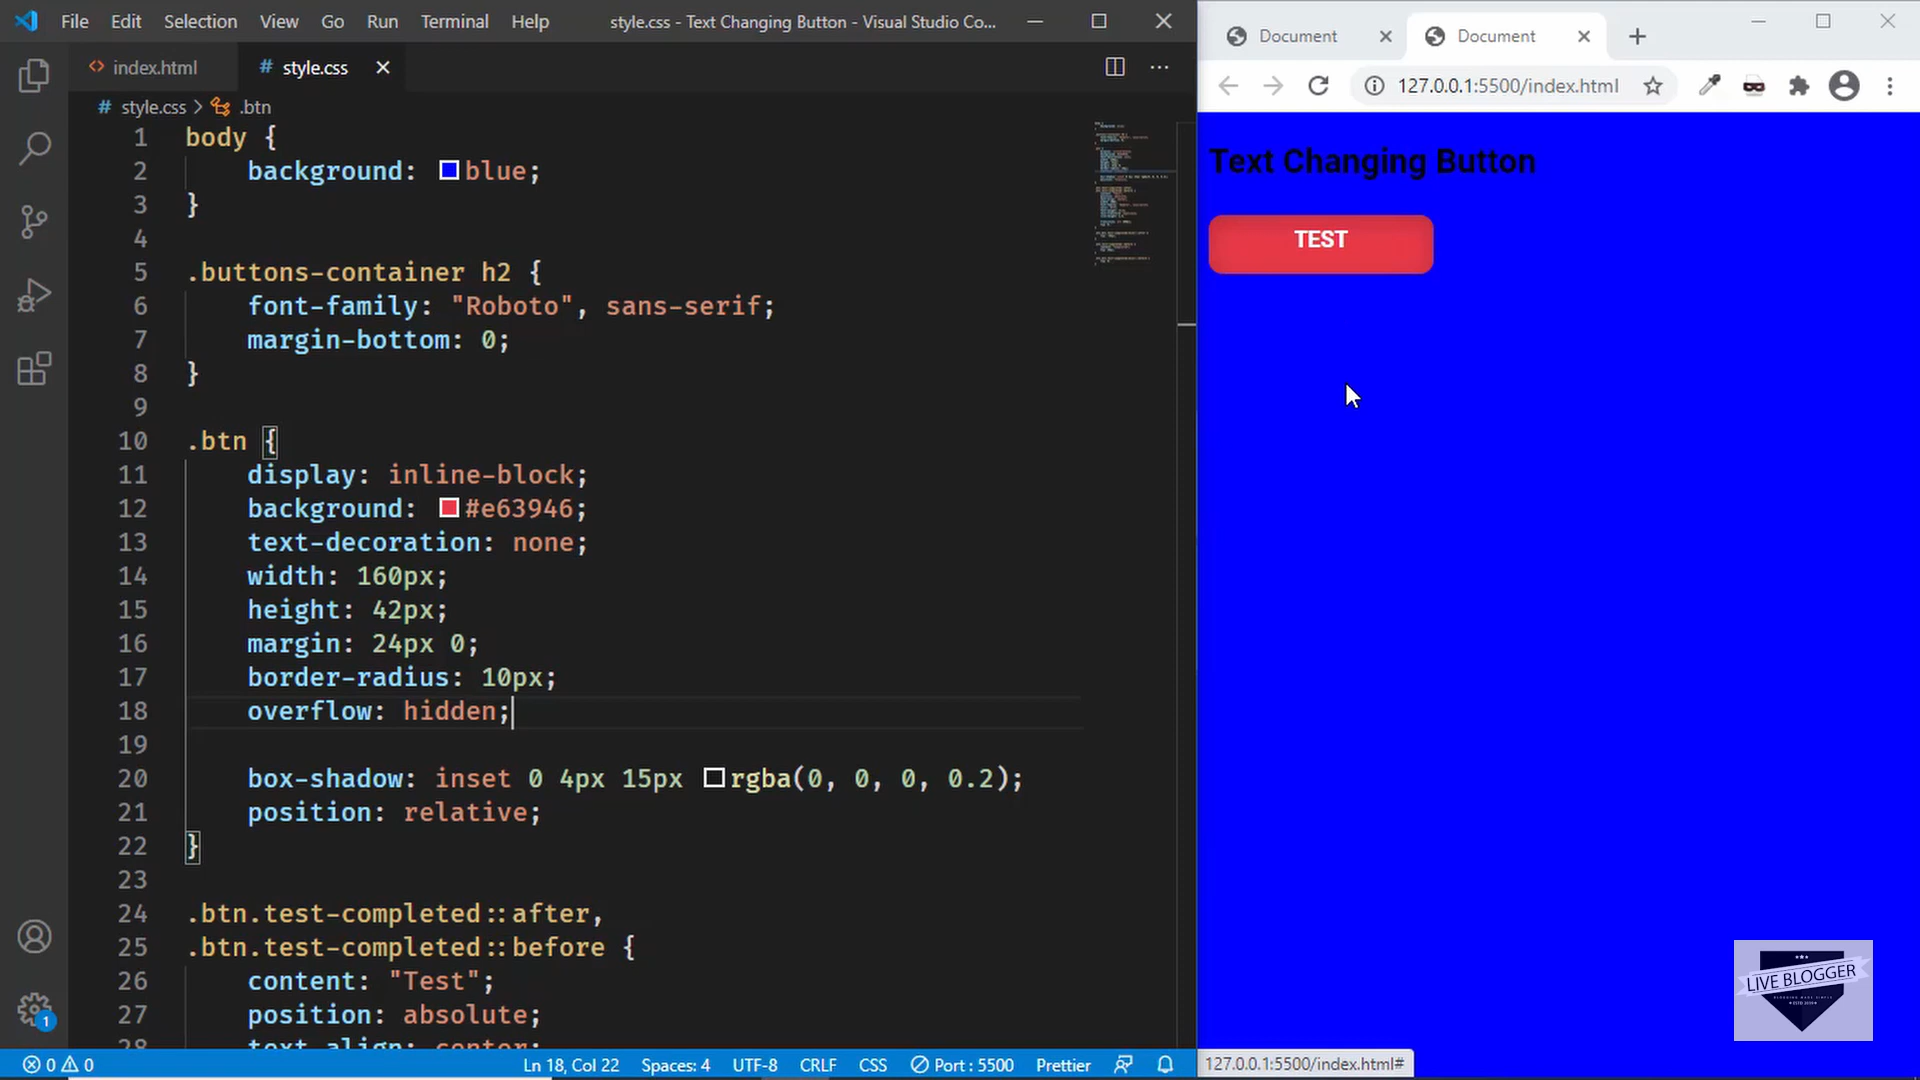 File Edit Selection View Go Run Terminal Help style.css - Text Changing Button - Visual Studio Co...
index.html style.css
style.css > .btn
1 body {
2 background: blue;
3 }
4
5 .buttons-container h2 {
6 font-family: "Roboto", sans-serif;
7 margin-bottom: 0;
8 }
9
10 .btn {
11 display: inline-block;
12 background: #e63946;
13 text-decoration: none;
14 width: 160px;
15 height: 42px;
16 margin: 24px 0;
17 border-radius: 10px;
18 overflow: hidden;
19
20 box-shadow: inset 0 4px 15px rgba(0, 0, 0, 0.2);
21 position: relative;
22 }
23
24 .btn.test-completed::after,
25 .btn.test-completed::before {
26 content: "Test";
27 position: absolute;
28 text-align: center;
1
0 0 Ln 18, Col 22 Spaces: 4 UTF-8 CRLF CSS Port : 5500 Prettier
Document Document
127.0.0.1:5500/index.html
Text Changing Button
TEST
LIVE BLOGGER
127.0.0.1:5500/index.html#